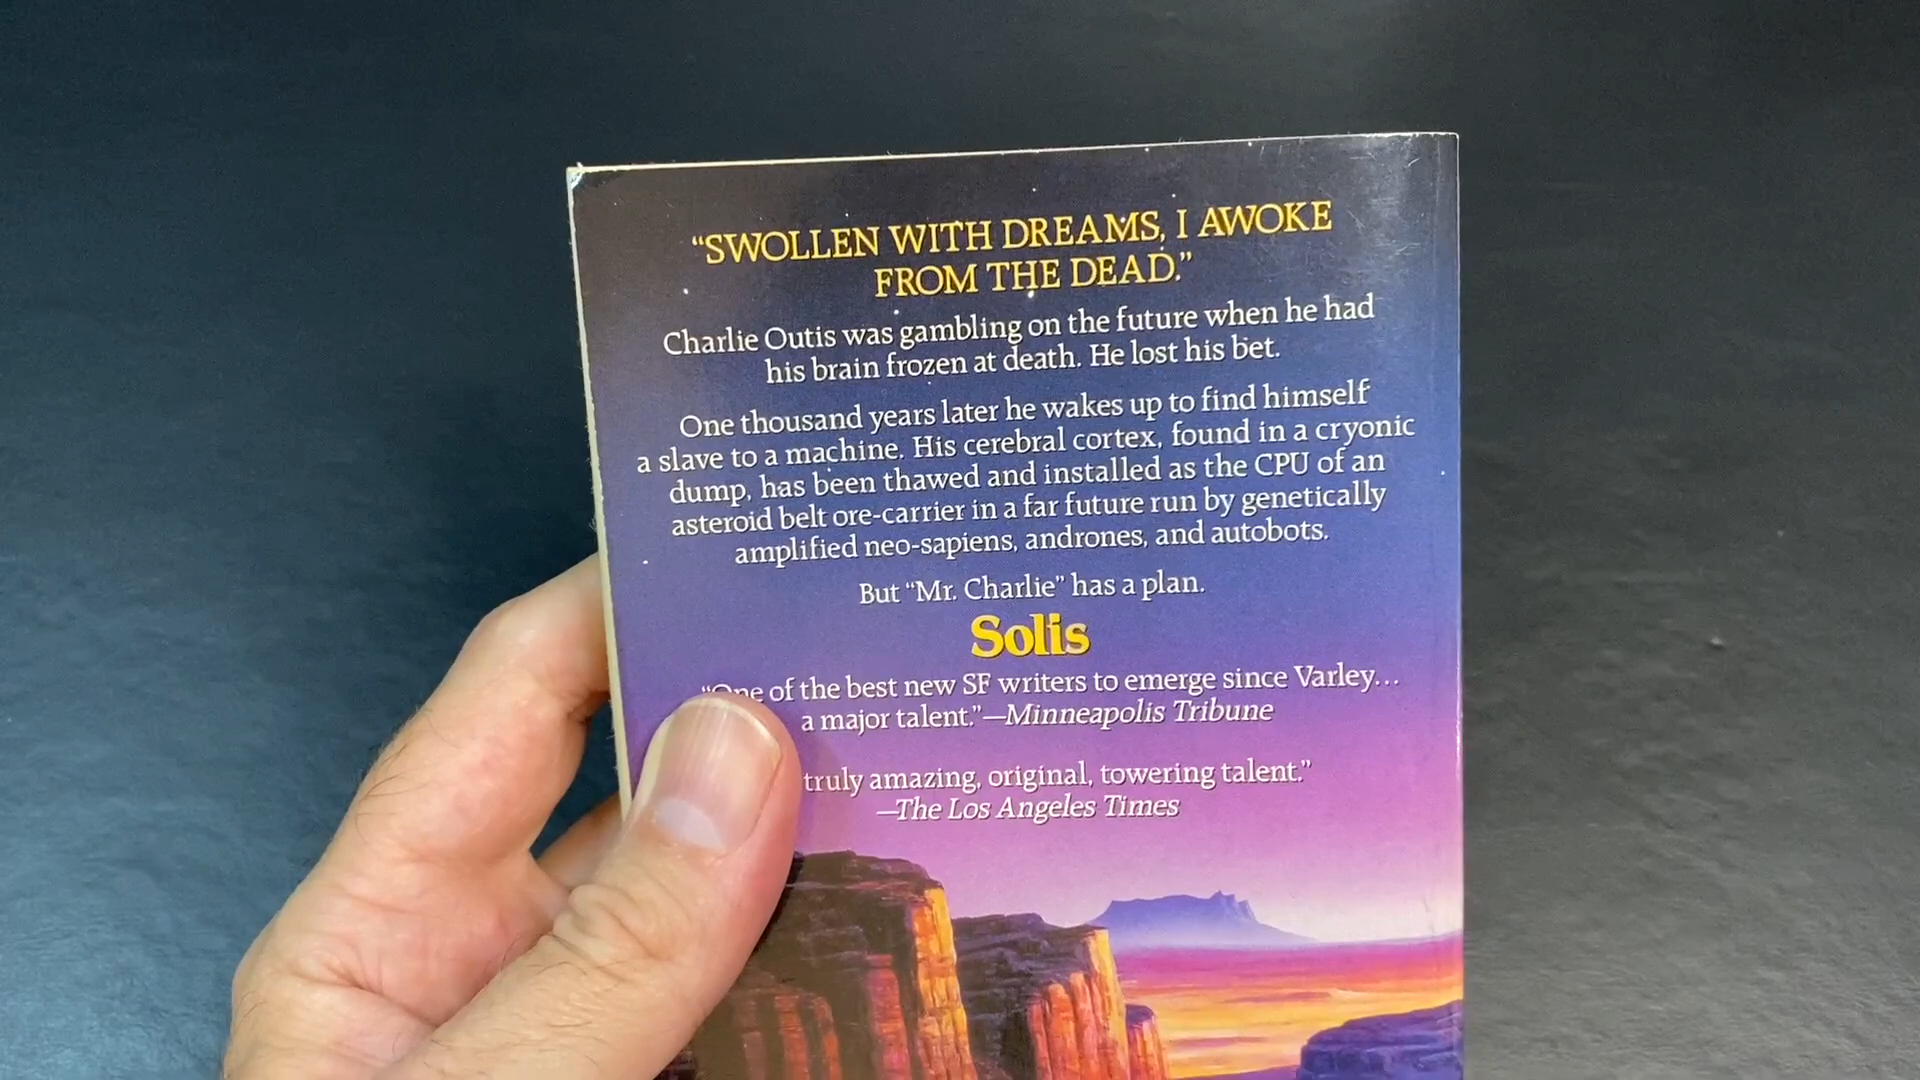 “SWOLLEN WITH DREAMS, I AWOKE
FROM THE DEAD.”
Charlie Outis was gambling on the future when he had
his brain frozen at death. He lost his bet.
One thousand years later he wakes up to find himself
a slave to a machine. His cerebral cortex, found in a cryonic
dump, has been thawed and installed as the CPU of an
asteroid belt ore-carrier in a far future run by genetically
amplified neo-sapiens, andrones, and autobots.
But “Mr. Charlie” has a plan.
Solis
“One of the best new SF writers to emerge since Varley...
a major talent.”—Minneapolis Tribune
truly amazing, original, towering talent.”
—The Los Angeles Times